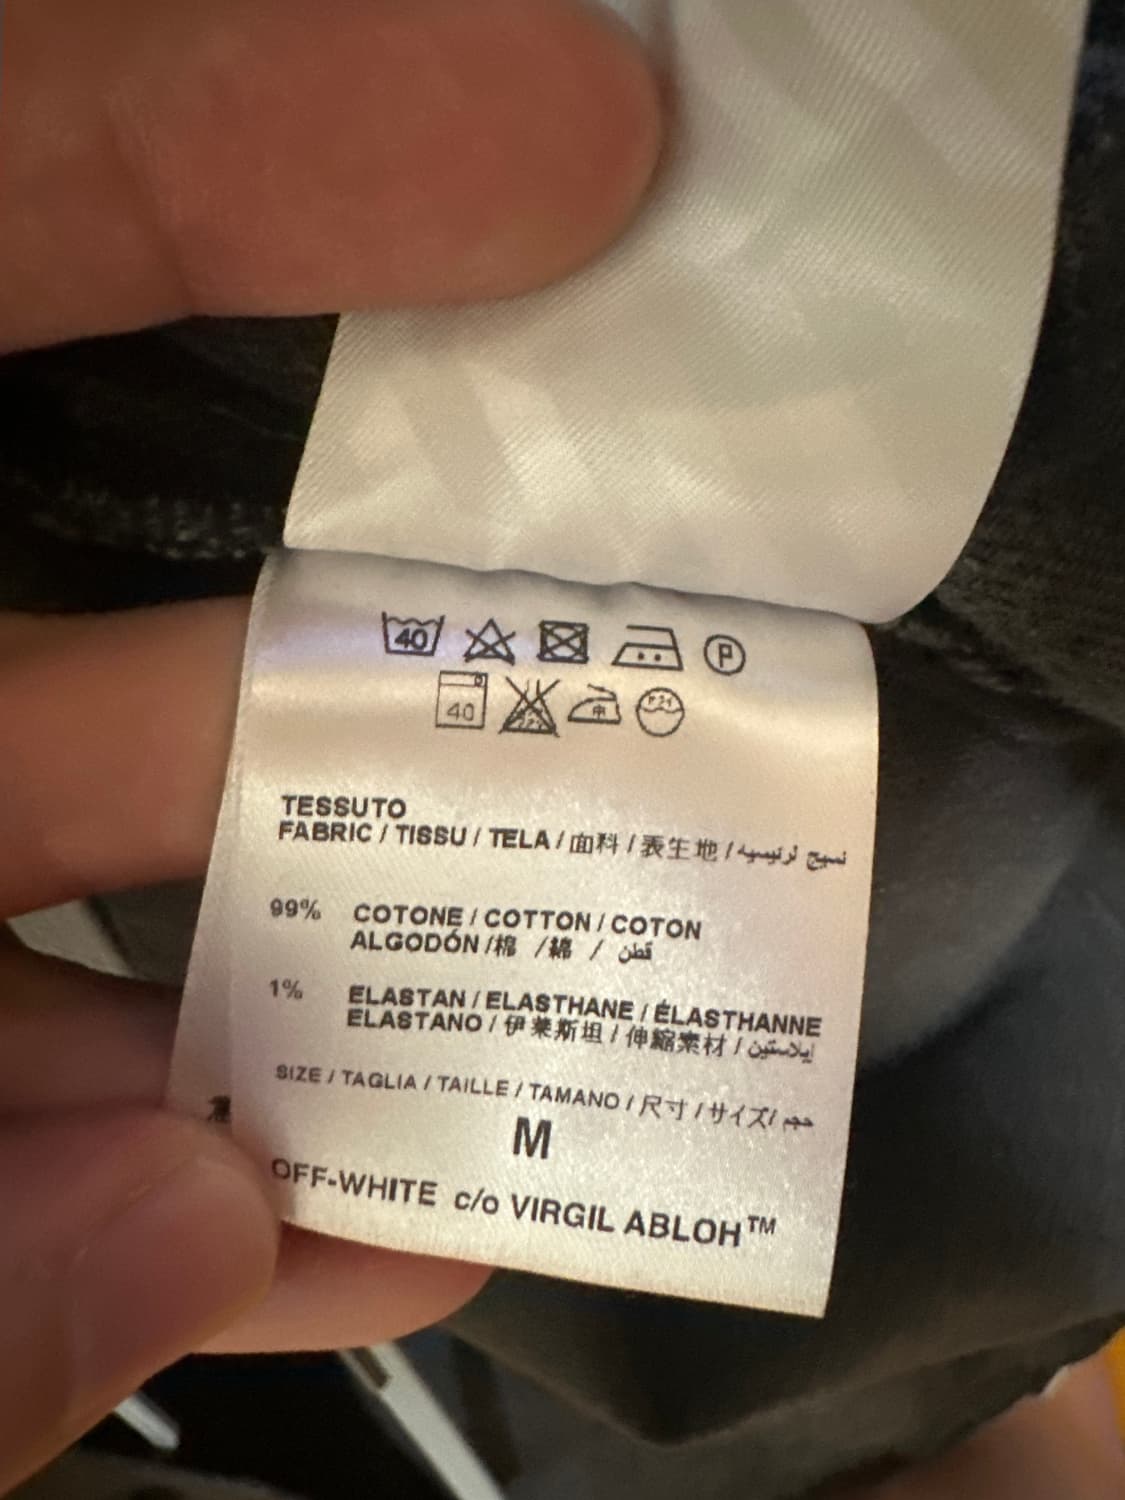 40 P
40 中
TESSUTO
FABRIC / TISSU / TELA / 面料 / 表生地 / نسيج لرئيسيه
99% COTONE / COTTON / COTON
ALGODÓN / 棉 / 綿 / قطن
1% ELASTAN / ELASTHANE / ÉLASTHANNE
ELASTANO / 伊莱斯坦 / 伸縮素材 / إيلاستين
SIZE / TAGLIA / TAILLE / TAMANO / 尺寸 / サイズ/ حجم
M
OFF-WHITE c/o VIRGIL ABLOH™